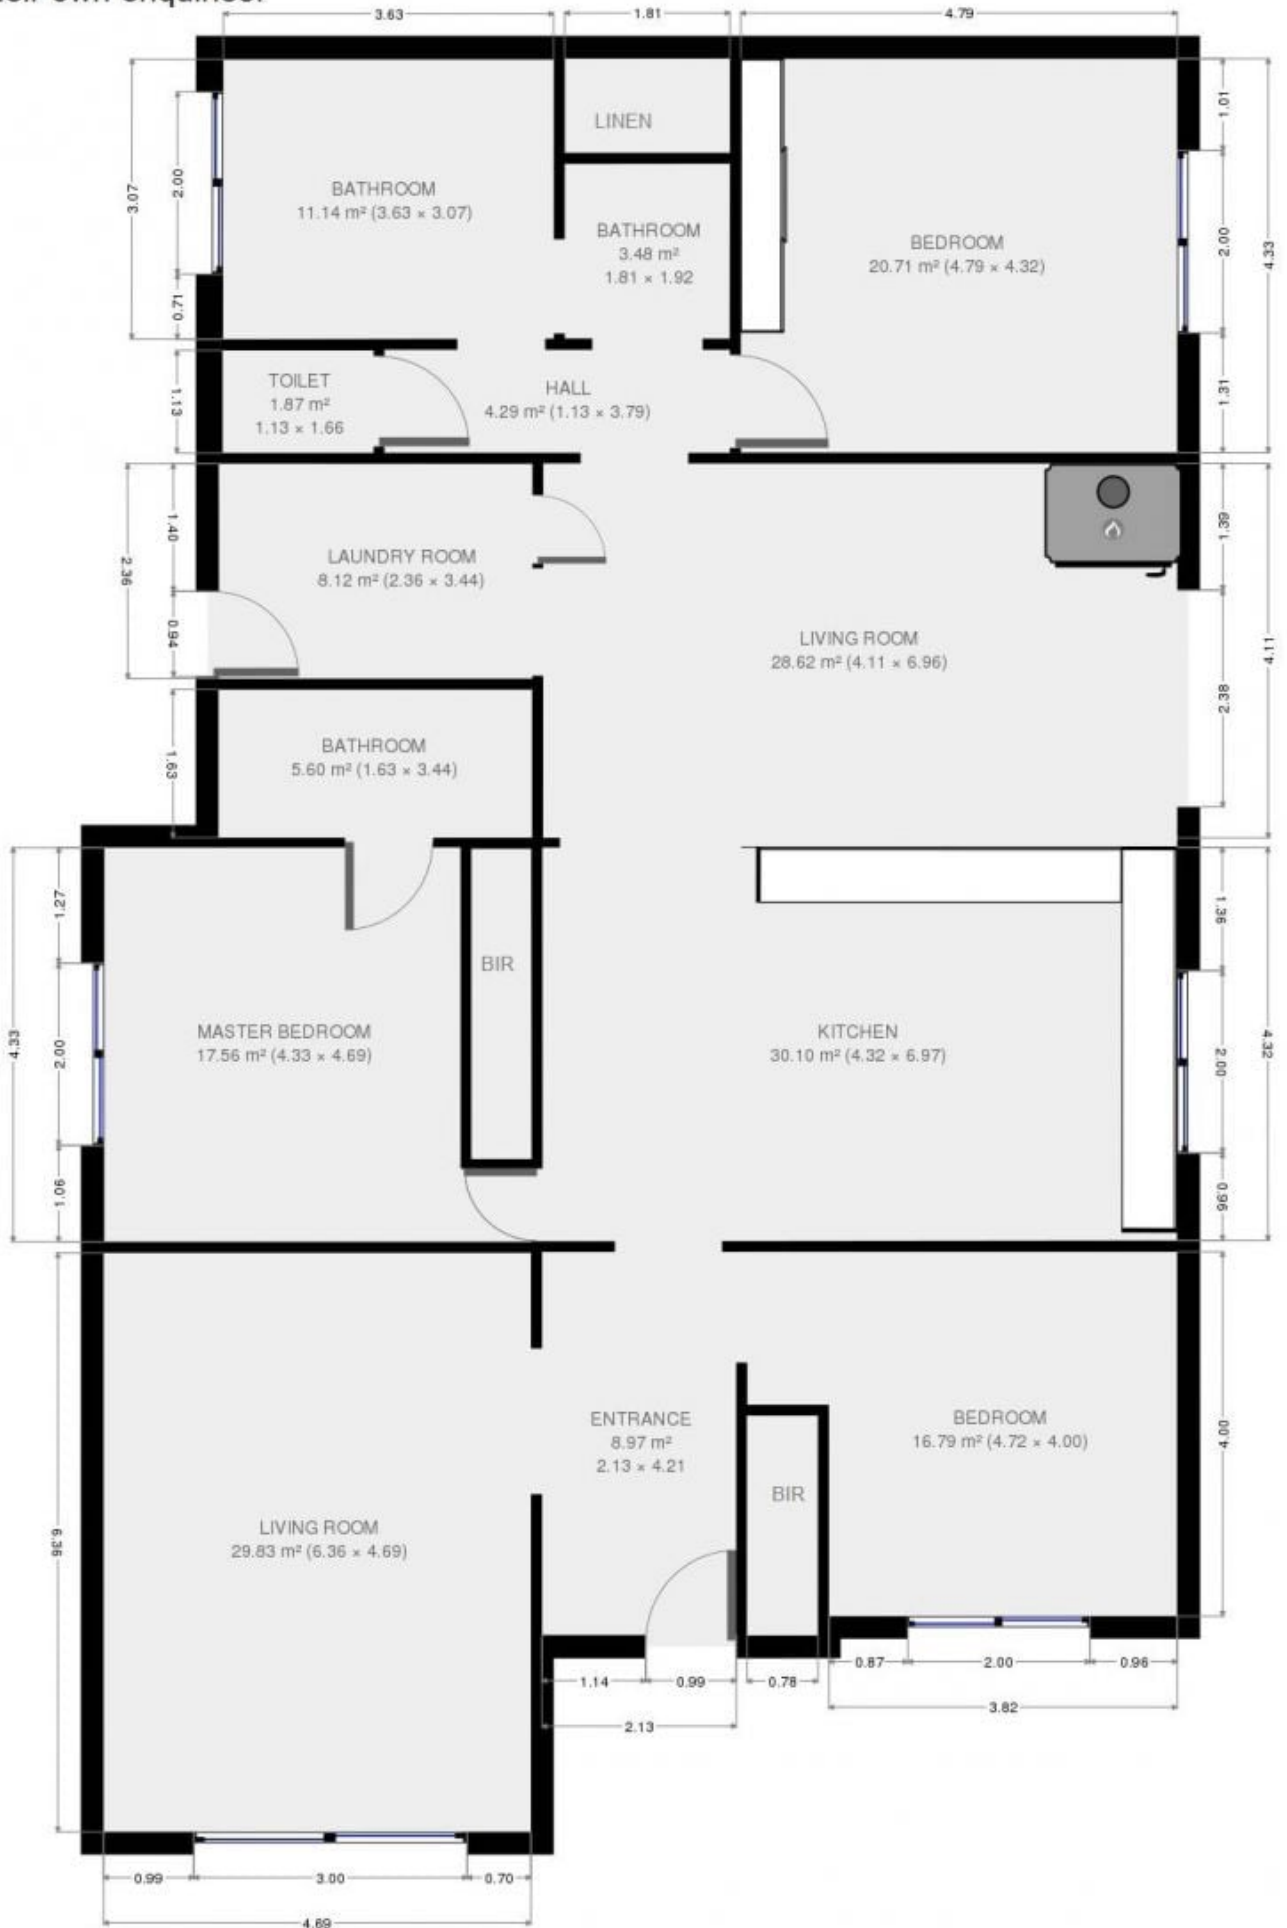 own enquiries.
3.63
1.81
4.79
3.07
2.00
0.71
LINEN
BATHROOM
11.14 m² (3.63 × 3.07)
BATHROOM
3.48 m²
1.81 × 1.92
BEDROOM
20.71 m² (4.79 × 4.32)
1.01
2.00
1.31
4.33
1.13
TOILET
1.87 m²
1.13 × 1.66
HALL
4.29 m² (1.13 × 3.79)
2.36
1.40
0.94
LAUNDRY ROOM
8.12 m² (2.36 × 3.44)
LIVING ROOM
28.62 m² (4.11 × 6.96)
1.39
2.38
4.11
1.63
BATHROOM
5.60 m² (1.63 × 3.44)
4.33
1.27
2.00
1.06
BIR
MASTER BEDROOM
17.56 m² (4.33 × 4.69)
KITCHEN
30.10 m² (4.32 × 6.97)
1.36
2.00
0.96
4.32
6.36
LIVING ROOM
29.83 m² (6.36 × 4.69)
ENTRANCE
8.97 m²
2.13 × 4.21
BIR
BEDROOM
16.79 m² (4.72 × 4.00)
4.00
1.14
0.99
0.78
0.87
2.00
0.96
2.13
3.82
0.99
3.00
0.70
4.69